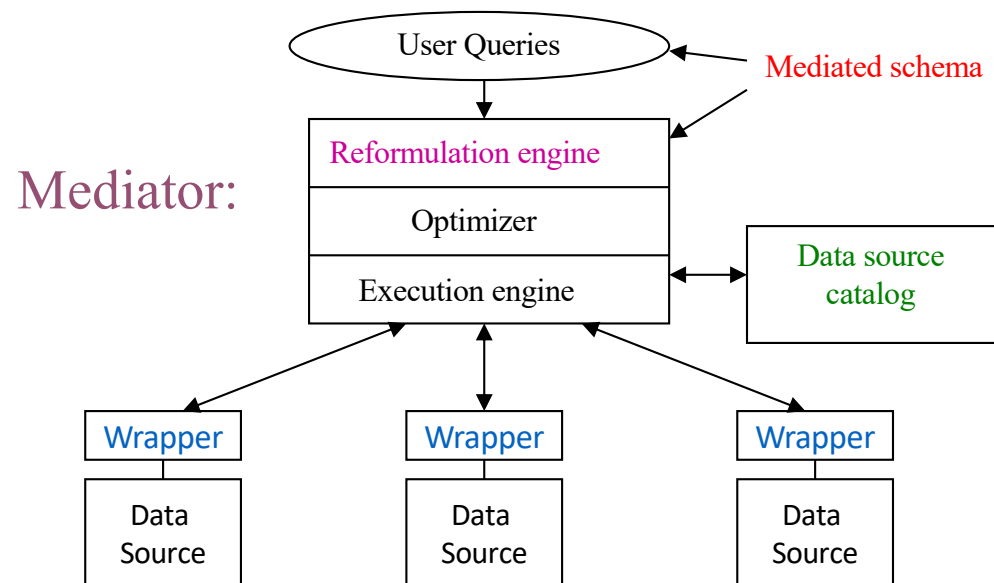 User Queries
Mediated schema
Reformulation engine
Mediator:
Optimizer
Data source
catalog
Execution engine
Wrapper
Wrapper
Wrapper
Data
Source
Data
Source
Data
Source